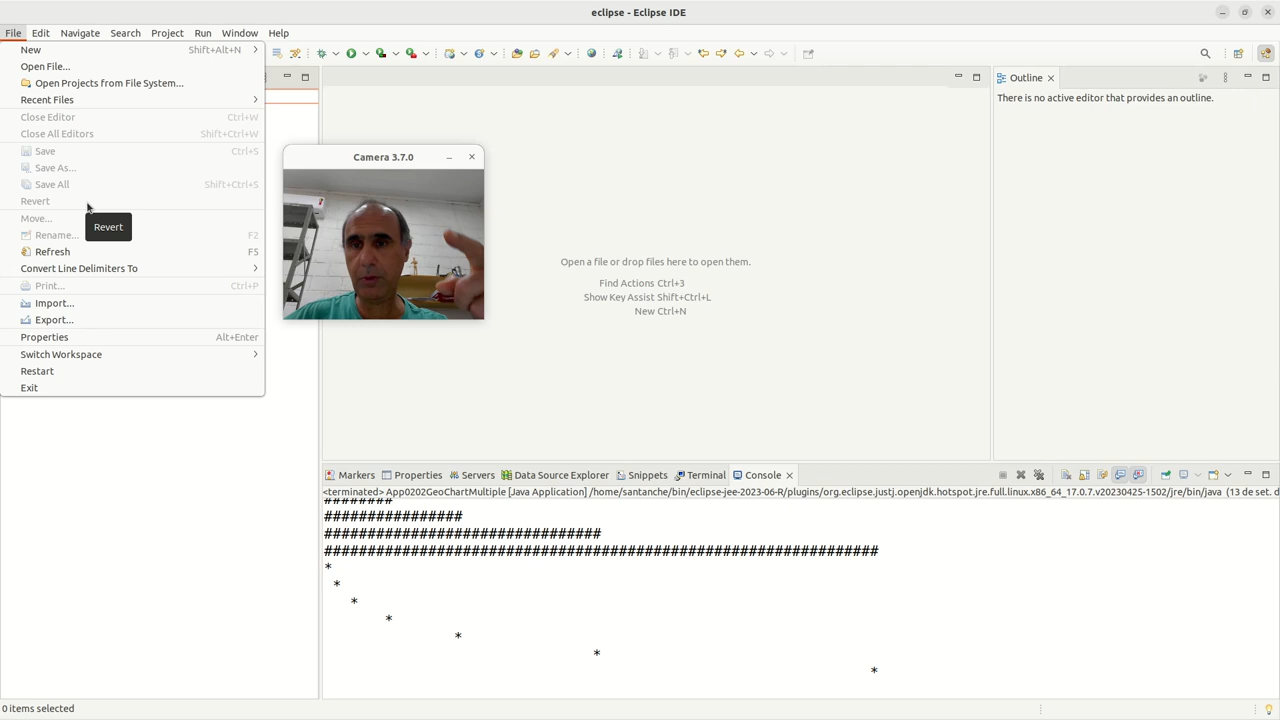 eclipse - Eclipse IDE
File Edit Navigate Search Project Run Window Help
New Shift+Alt+N
Open File...
Open Projects from File System...
Recent Files
Close Editor Ctrl+W
Close All Editors Shift+Ctrl+W
Save Ctrl+S
Save As...
Save All Shift+Ctrl+S
Revert
Move...
Revert
Rename... F2
Refresh F5
Convert Line Delimiters To
Print... Ctrl+P
Import...
Export...
Properties Alt+Enter
Switch Workspace
Restart
Exit
Camera 3.7.0
Open a file or drop files here to open them.
Find Actions Ctrl+3
Show Key Assist Shift+Ctrl+L
New Ctrl+N
Outline
There is no active editor that provides an outline.
Markers Properties Servers Data Source Explorer Snippets Terminal Console
<terminated> App0202GeoChartMultiple [Java Application] /home/santanche/bin/eclipse-jee-2023-06-R/plugins/org.eclipse.justj.openjdk.hotspot.jre.full.linux.x86_64_17.0.7.v20230425-1502/jre/bin/java (13 de set. d
########
################
################################
################################################################
*
*
*
*
*
*
*
0 items selected